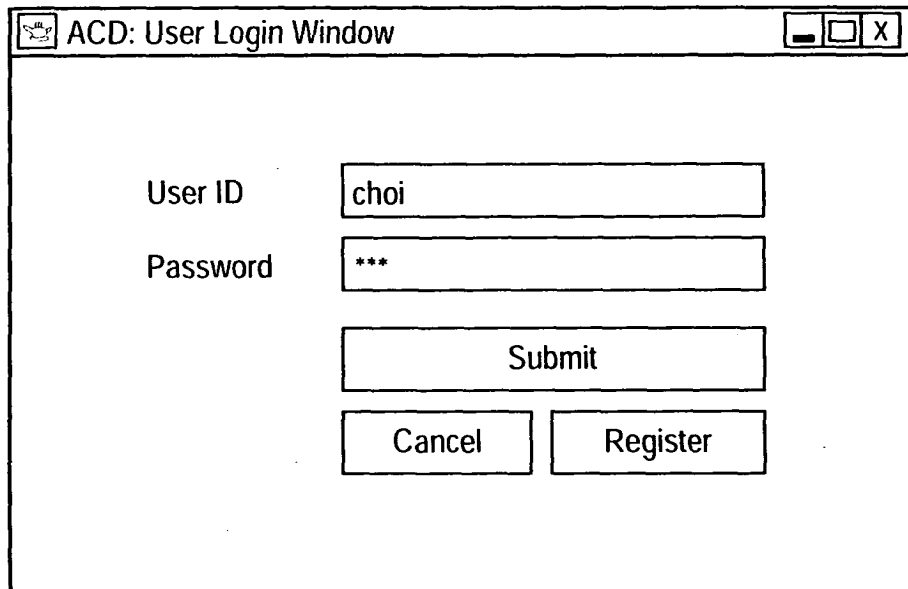 ACD: User Login Window X
User ID choi
Password ***
Submit
Cancel Register